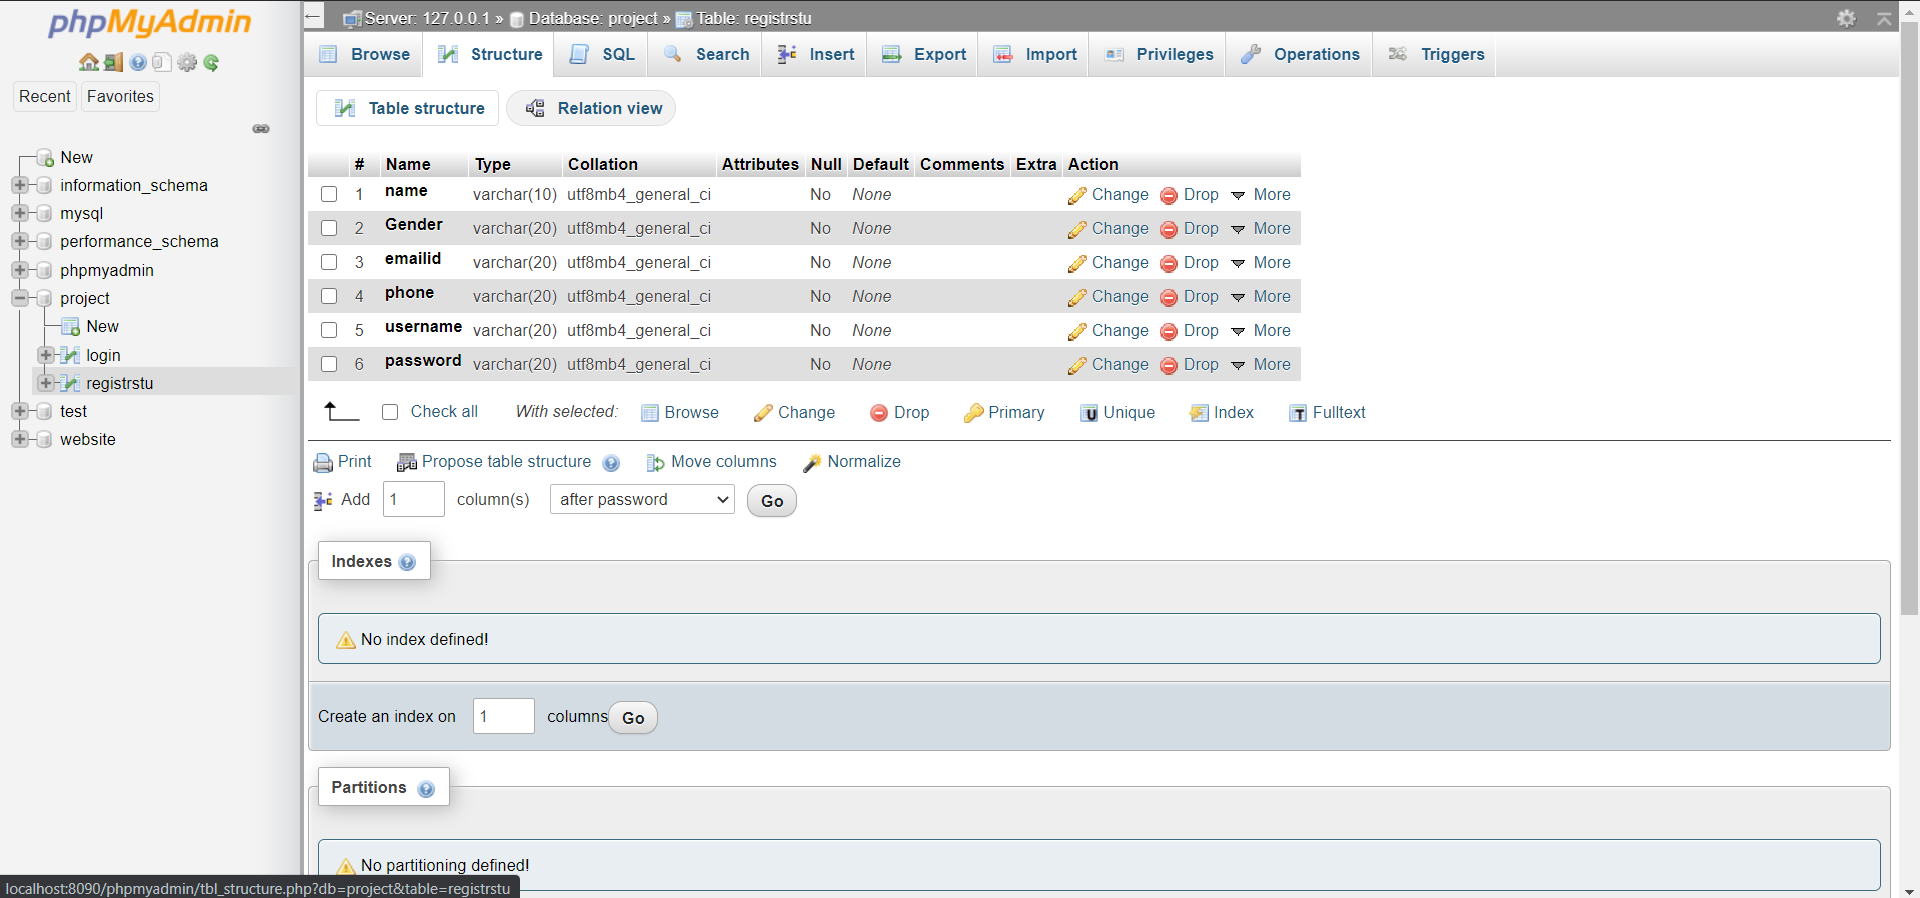 phpMyAdmin
Recent Favorites
New
information_schema
mysql
performance_schema
phpmyadmin
project
New
login
registrstu
test
website
Server: 127.0.0.1 » Database: project » Table: registrstu
Browse Structure SQL Search Insert Export Import Privileges Operations Triggers
Table structure Relation view
# Name Type Collation Attributes Null Default Comments Extra Action
1 name varchar(10) utf8mb4_general_ci No None Change Drop More
2 Gender varchar(20) utf8mb4_general_ci No None Change Drop More
3 emailid varchar(20) utf8mb4_general_ci No None Change Drop More
4 phone varchar(20) utf8mb4_general_ci No None Change Drop More
5 username varchar(20) utf8mb4_general_ci No None Change Drop More
6 password varchar(20) utf8mb4_general_ci No None Change Drop More
Check all With selected: Browse Change Drop Primary Unique Index Fulltext
Print Propose table structure Move columns Normalize
Add 1 column(s) after password Go
Indexes
No index defined!
Create an index on 1 columns Go
Partitions
No partitioning defined!
localhost:8090/phpmyadmin/tbl_structure.php?db=project&table=registrstu